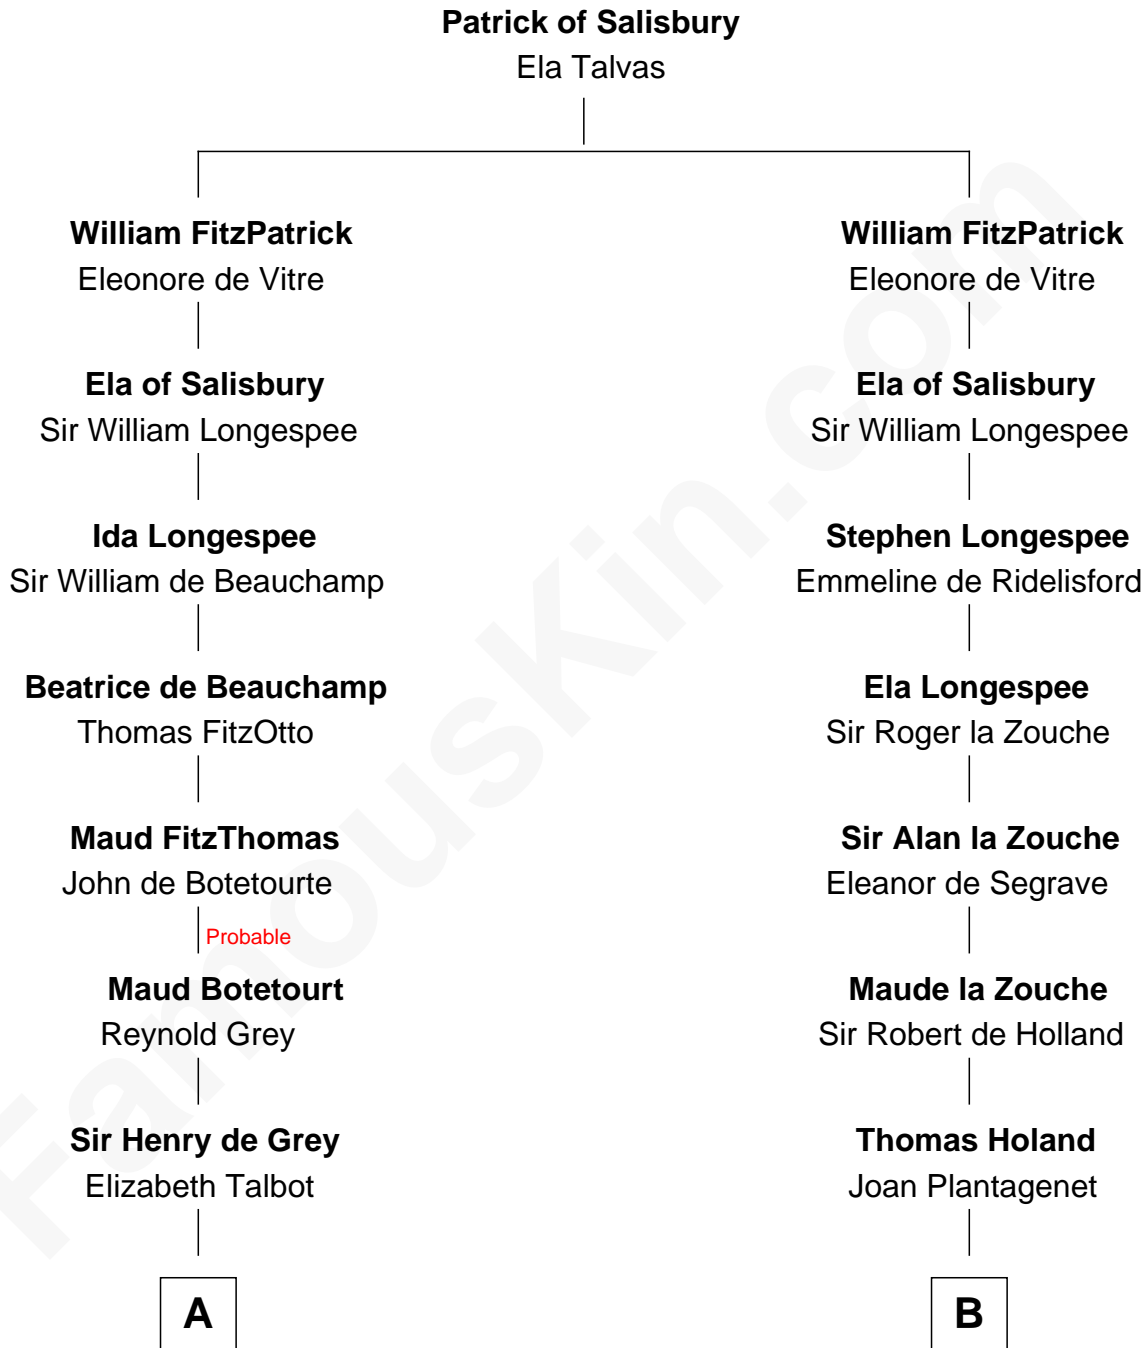 Patrick of Salisbury
Ela Talvas
William FitzPatrick
Eleonore de Vitre
Ela of Salisbury
Sir William Longespee
Ida Longespee
Sir William de Beauchamp
Beatrice de Beauchamp
Thomas FitzOtto
Maud FitzThomas
John de Botetourte
Probable
Maud Botetourt
Reynold Grey
Sir Henry de Grey
Elizabeth Talbot
A
William FitzPatrick
Eleonore de Vitre
Ela of Salisbury
Sir William Longespee
Stephen Longespee
Emmeline de Ridelisford
Ela Longespee
Sir Roger la Zouche
Sir Alan la Zouche
Eleanor de Segrave
Maude la Zouche
Sir Robert de Holland
Thomas Holand
Joan Plantagenet
B
FamousKin.com